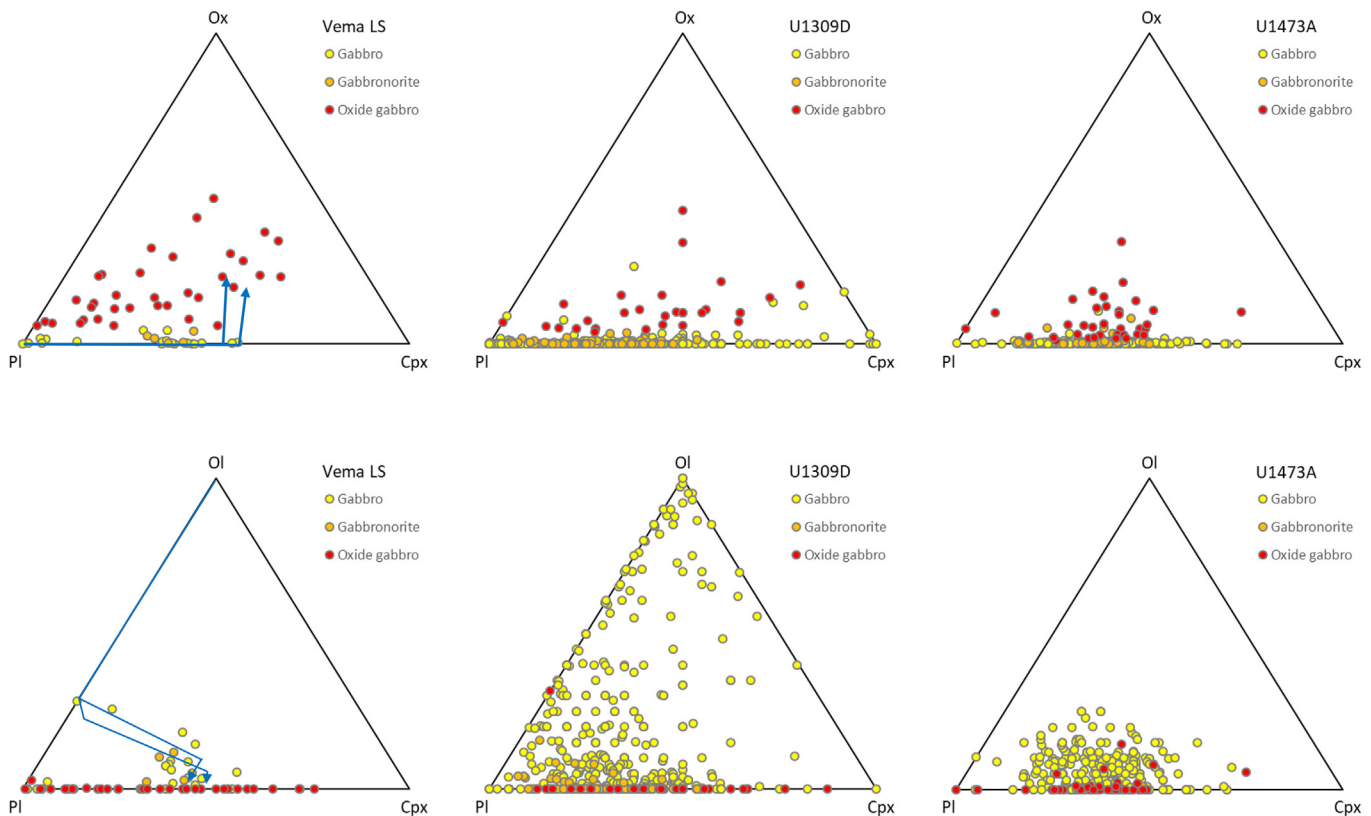 Ox
Vema LS
Gabbro
Gabbronorite
Oxide gabbro
Pl
Cpx
Ox
U1309D
Gabbro
Gabbronorite
Oxide gabbro
Pl
Cpx
Ox
U1473A
Gabbro
Gabbronorite
Oxide gabbro
Pl
Cpx
Ol
Vema LS
Gabbro
Gabbronorite
Oxide gabbro
Pl
Cpx
Ol
U1309D
Gabbro
Gabbronorite
Oxide gabbro
Pl
Cpx
Ol
U1473A
Gabbro
Gabbronorite
Oxide gabbro
Pl
Cpx